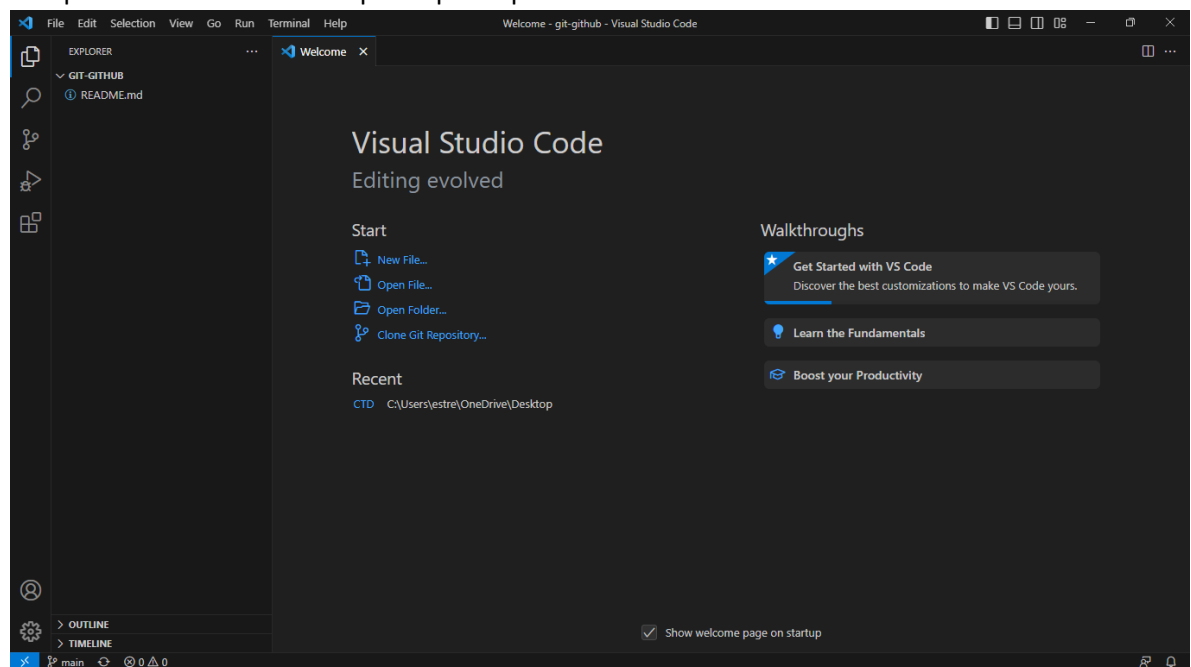 File Edit Selection View Go Run Terminal Help Welcome - git-github - Visual Studio Code
EXPLORER
Welcome
GIT-GITHUB
README.md
Visual Studio Code
Editing evolved
Start
New File...
Open File...
Open Folder...
Clone Git Repository...
Recent
CTD C:\Users\estre\OneDrive\Desktop
Walkthroughs
Get Started with VS Code
Discover the best customizations to make VS Code yours.
Learn the Fundamentals
Boost your Productivity
OUTLINE
TIMELINE
Show welcome page on startup
main 0 0